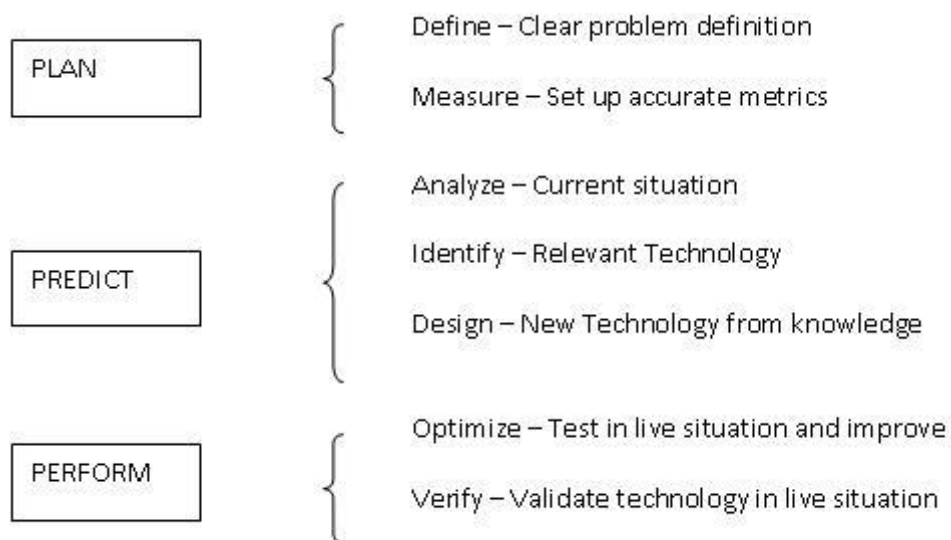 PLAN
Define – Clear problem definition
Measure – Set up accurate metrics
PREDICT
Analyze – Current situation
Identify – Relevant Technology
Design – New Technology from knowledge
PERFORM
Optimize – Test in live situation and improve
Verify – Validate technology in live situation